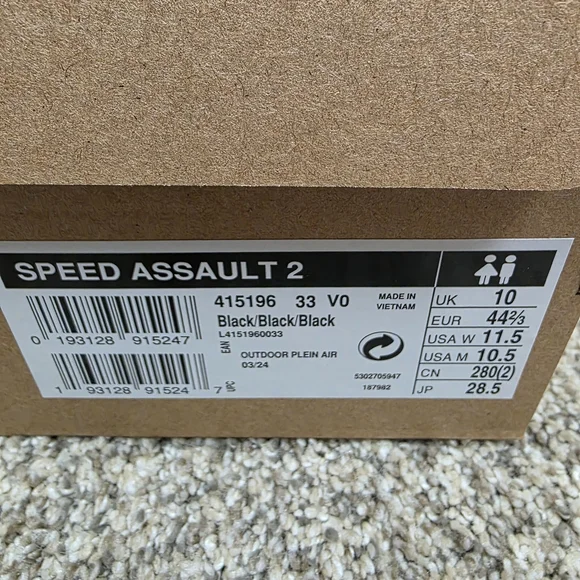 SPEED ASSAULT 2
415196 33 V0
Black/Black/Black
L4151960033
MADE IN
VIETNAM
0 193128 915247
EAN
OUTDOOR PLEIN AIR
03/24
5302705947
187982
1 93128 91524 7
UPC
UK 10
EUR 44⅔
USA W 11.5
USA M 10.5
CN 280(2)
JP 28.5